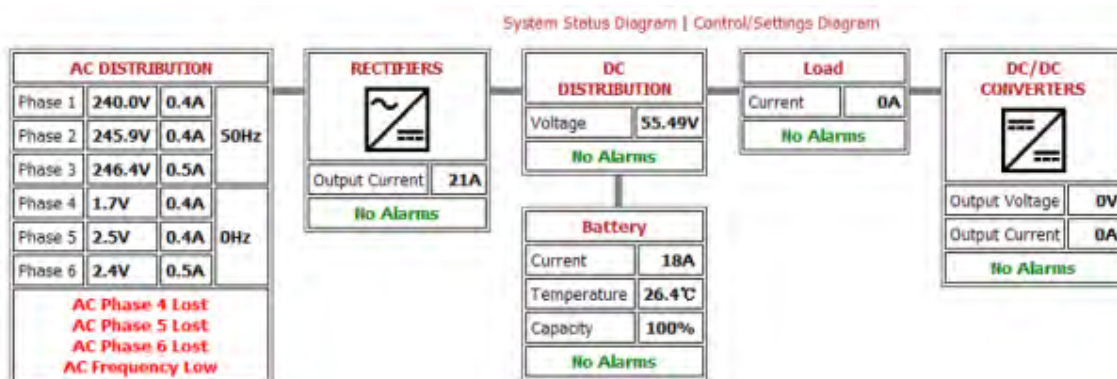 System Status Diagram | Control/Settings Diagram
AC DISTRIBUTION
Phase 1 240.0V 0.4A
Phase 2 245.9V 0.4A 50Hz
Phase 3 246.4V 0.5A
Phase 4 1.7V 0.4A
Phase 5 2.5V 0.4A 0Hz
Phase 6 2.4V 0.5A
AC Phase 4 Lost
AC Phase 5 Lost
AC Phase 6 Lost
AC Frequency Low
RECTIFIERS
Output Current 21A
No Alarms
DC
DISTRIBUTION
Voltage 55.49V
No Alarms
Battery
Current 18A
Temperature 26.4℃
Capacity 100%
No Alarms
Load
Current 0A
No Alarms
DC/DC
CONVERTERS
Output Voltage 0V
Output Current 0A
No Alarms